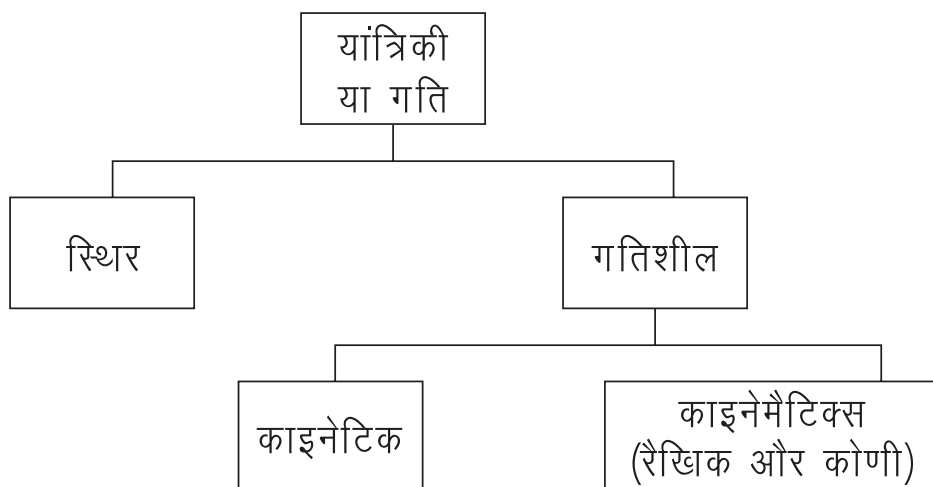 यांत्रिकी
या गति
स्थिर
गतिशील
काइनेटिक
काइनेमैटिक्स
(रैखिक और कोणी)